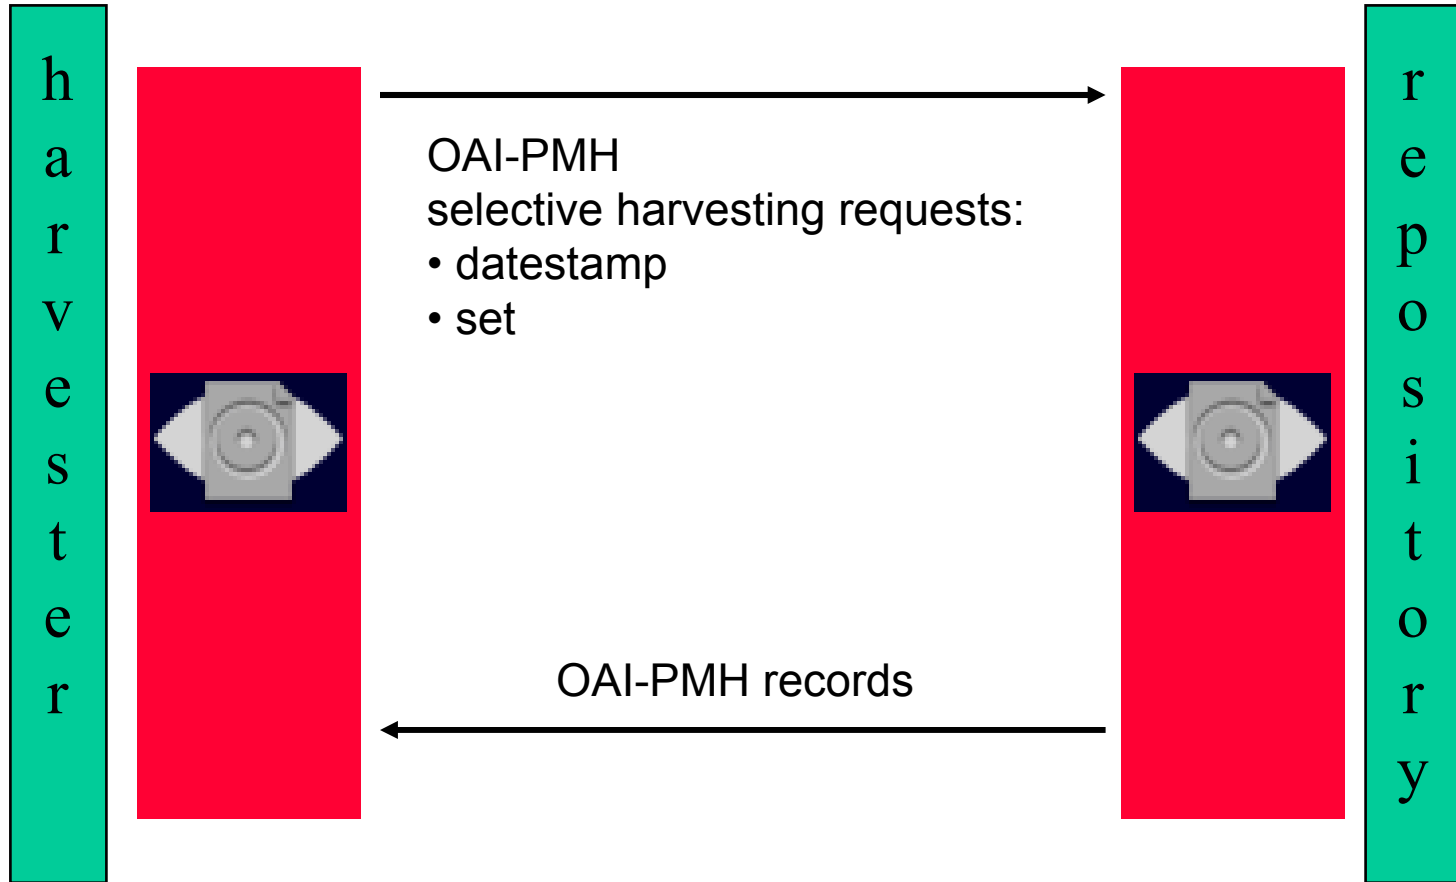 harvester
OAI-PMH
selective harvesting requests:
• datestamp
• set
OAI-PMH records
repository